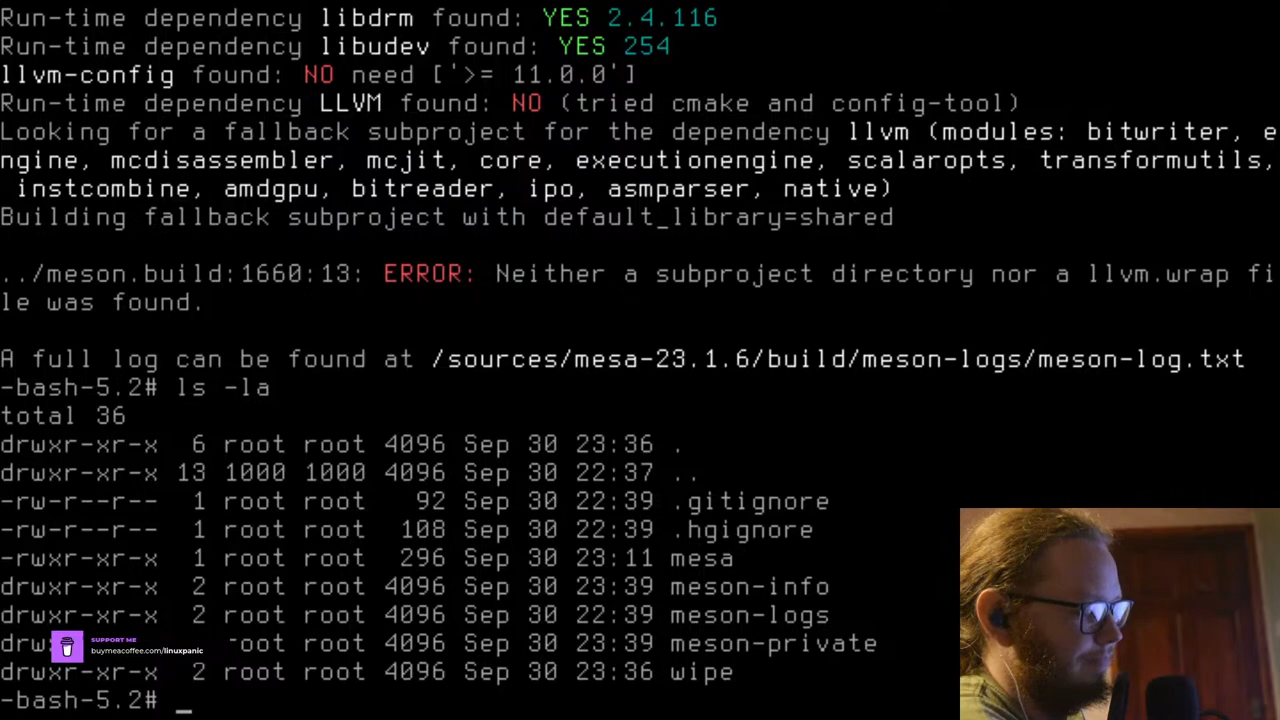 Run-time dependency libdrm found: YES 2.4.116
Run-time dependency libudev found: YES 254
llvm-config found: NO need ['>= 11.0.0']
Run-time dependency LLVM found: NO (tried cmake and config-tool)
Looking for a fallback subproject for the dependency llvm (modules: bitwriter, e
ngine, mcdisassembler, mcjit, core, executionengine, scalaropts, transformutils,
 instcombine, amdgpu, bitreader, ipo, asmparser, native)
Building fallback subproject with default_library=shared
../meson.build:1660:13: ERROR: Neither a subproject directory nor a llvm.wrap fi
le was found.
A full log can be found at /sources/mesa-23.1.6/build/meson-logs/meson-log.txt
-bash-5.2# ls -la
total 36
drwxr-xr-x  6 root root 4096 Sep 30 23:36 .
drwxr-xr-x 13 1000 1000 4096 Sep 30 22:37 ..
-rw-r--r--  1 root root   92 Sep 30 22:39 .gitignore
-rw-r--r--  1 root root  108 Sep 30 22:39 .hgignore
-rwxr-xr-x  1 root root  296 Sep 30 23:11 mesa
drwxr-xr-x  2 root root 4096 Sep 30 23:39 meson-info
drwxr-xr-x  2 root root 4096 Sep 30 22:39 meson-logs
root root 4096 Sep 30 23:39 meson-private
drwxr-xr-x  2 root root 4096 Sep 30 23:36 wipe
-bash-5.2# _
SUPPORT ME
buymeacoffee.com/linuxpanic